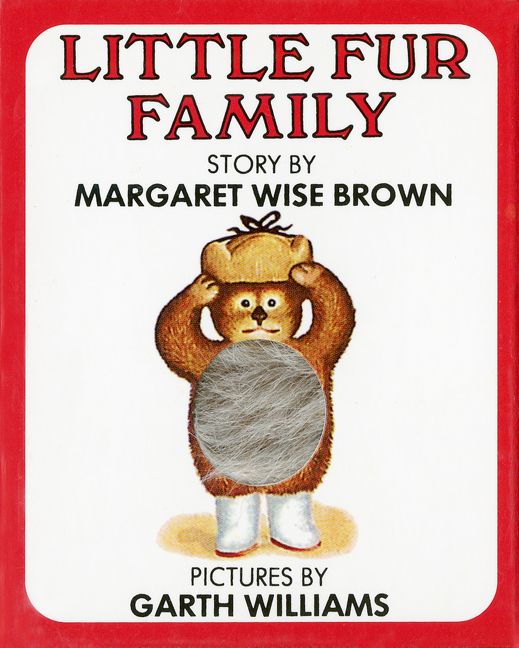 LITTLE FUR
FAMILY
STORY BY
MARGARET WISE BROWN
PICTURES BY
GARTH WILLIAMS